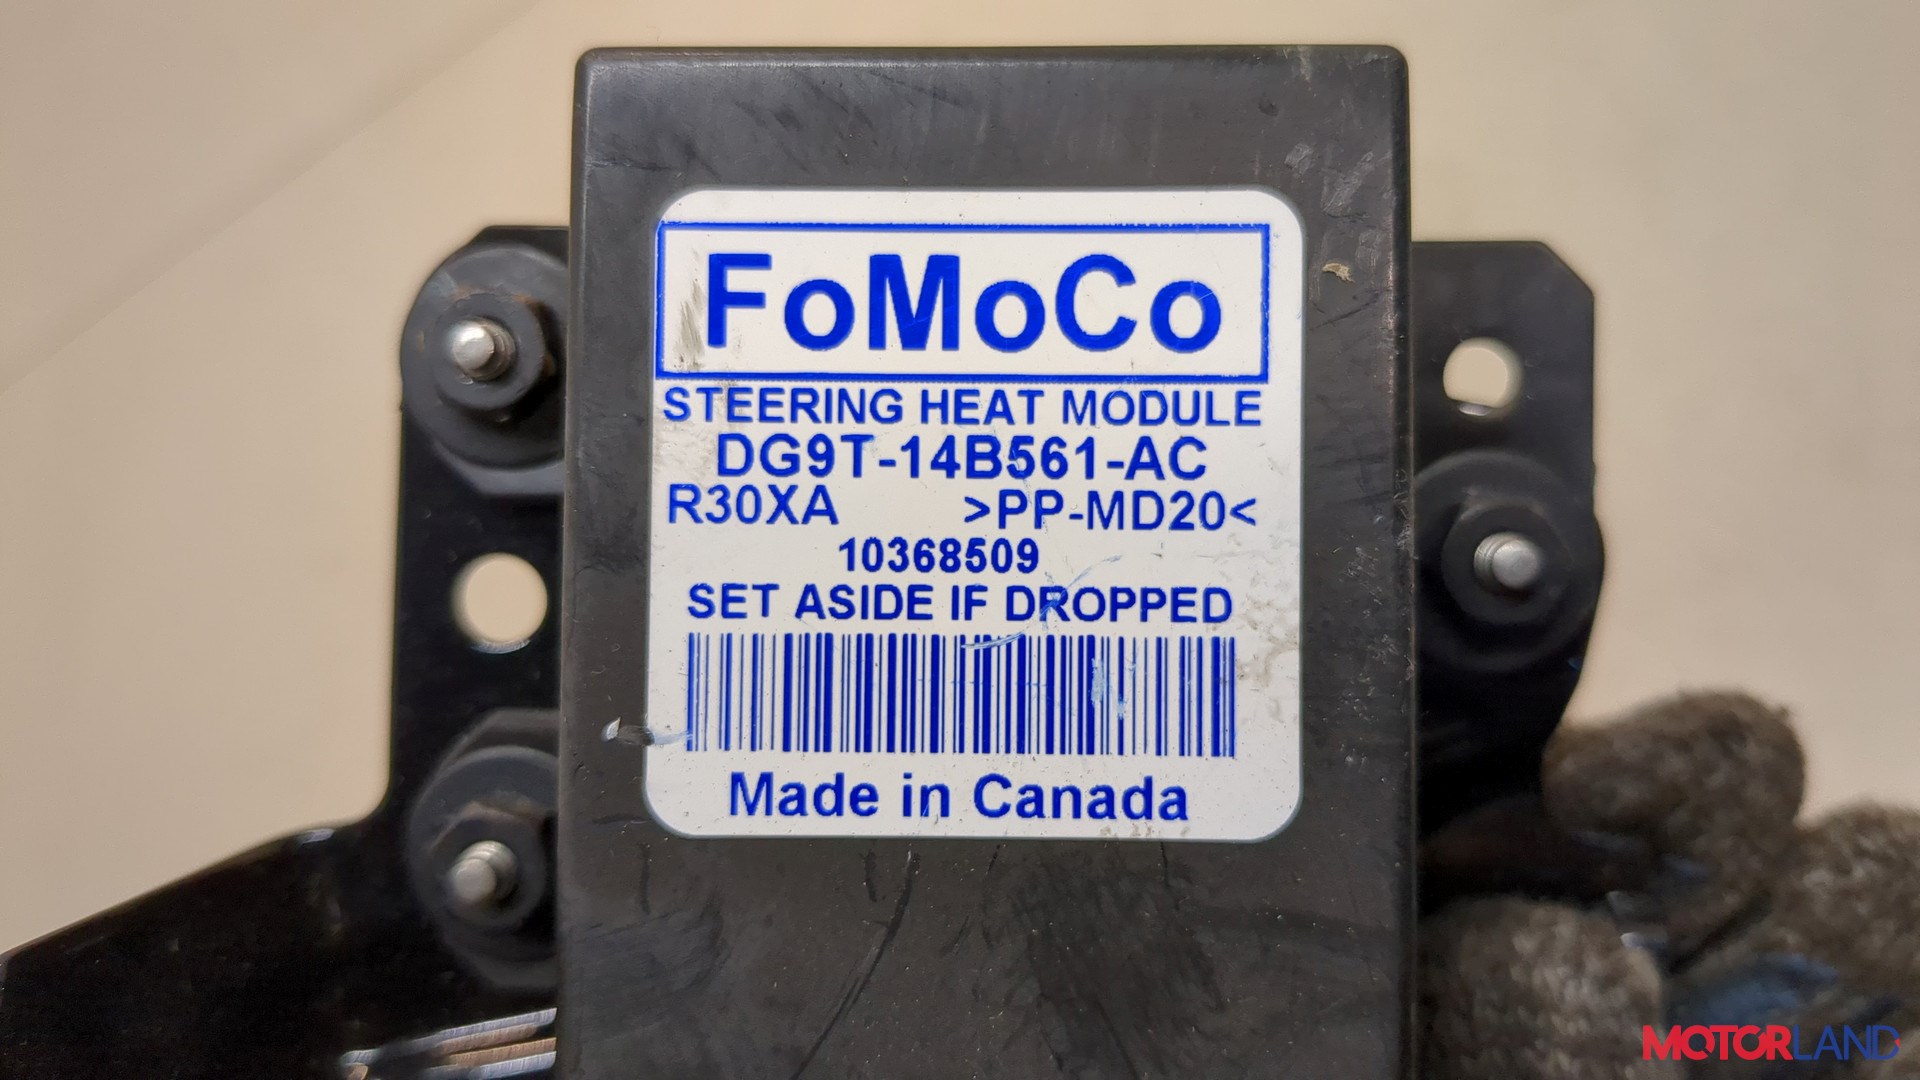 FoMoCo
STEERING HEAT MODULE
DG9T-14B561-AC
R30XA >PP-MD20<
10368509
SET ASIDE IF DROPPED
Made in Canada
MOTORLAND